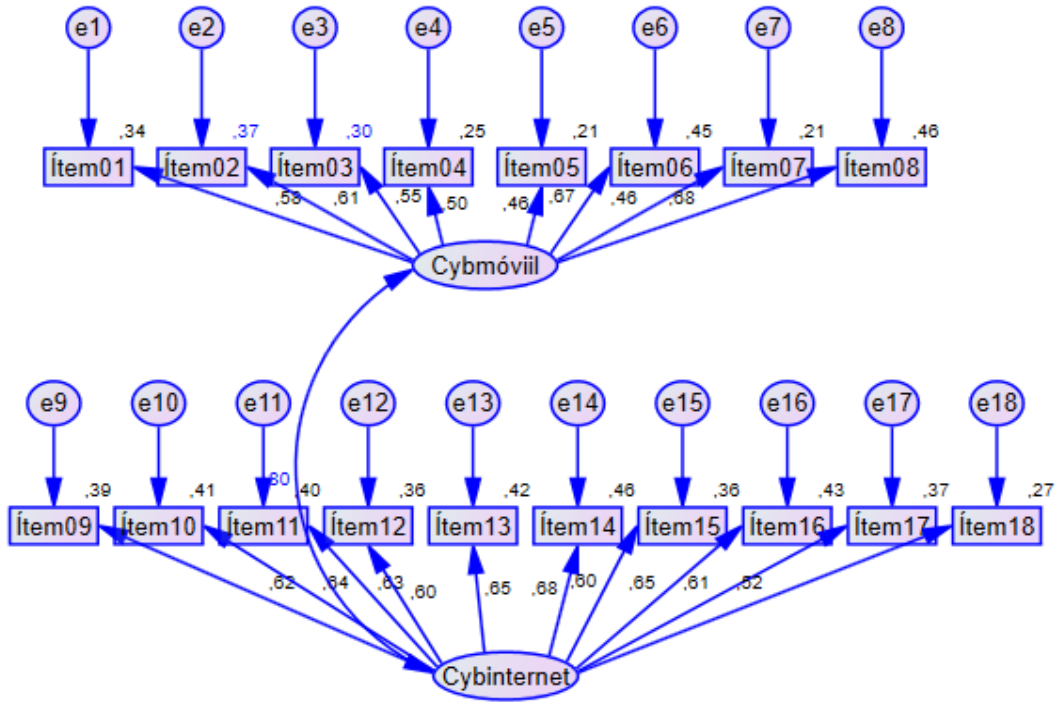 e1 e2 e3 e4 e5 e6 e7 e8
,34 ,37 ,30 ,25 ,21 ,45 ,21 ,46
Ítem01 Ítem02 Ítem03 Ítem04 Ítem05 Ítem06 Ítem07 Ítem08
,58 ,61 ,55 ,50 ,46 ,67 ,46 ,68
Cybmóviil
e9 e10 e11 e12 e13 e14 e15 e16 e17 e18
,80
,39 ,41 ,40 ,36 ,42 ,46 ,36 ,43 ,37 ,27
Ítem09 Ítem10 Ítem11 Ítem12 Ítem13 Ítem14 Ítem15 Ítem16 Ítem17 Ítem18
,62 ,64 ,63 ,60 ,65 ,68 ,60 ,65 ,61 ,52
Cybinternet